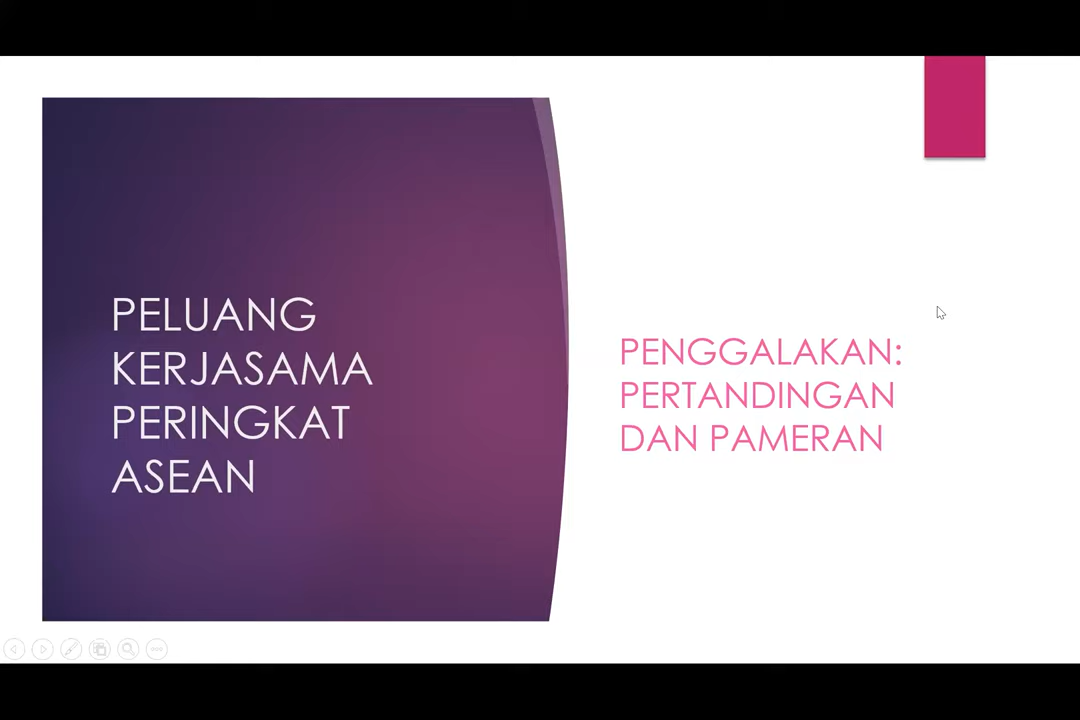 PELUANG
KERJASAMA
PERINGKAT
ASEAN
PENGGALAKAN:
PERTANDINGAN
DAN PAMERAN